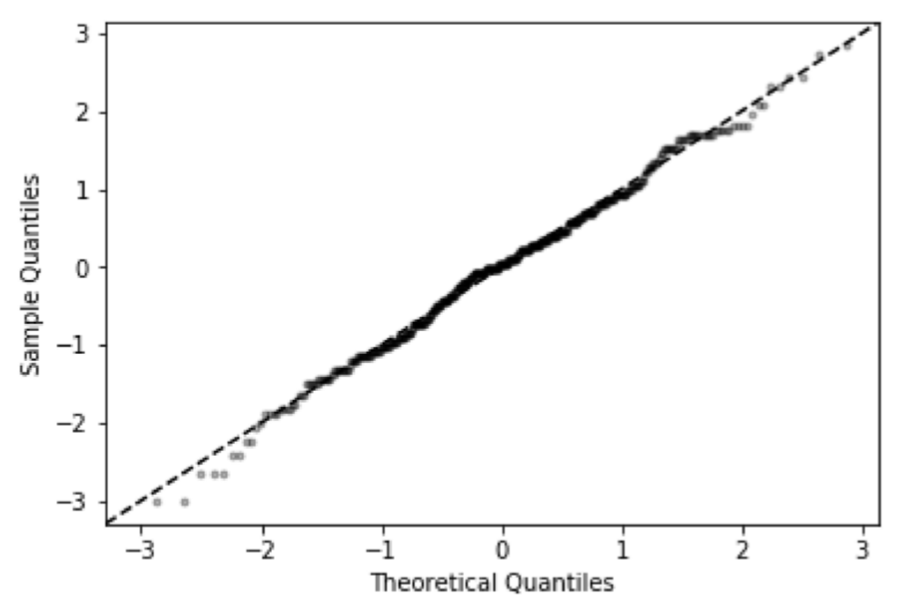 3
2
1
0
−1
−2
−3
Sample Quantiles
−3 −2 −1 0 1 2 3
Theoretical Quantiles